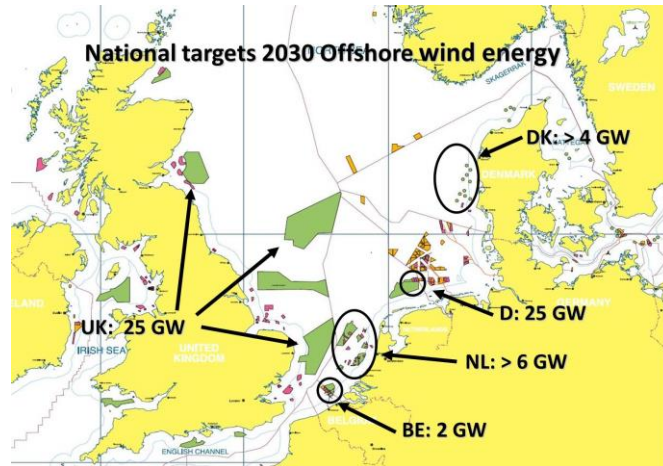 National targets 2030 Offshore wind energy
SKAGERRAK
SWEDEN
DK: > 4 GW
DENMARK
D: 25 GW
GERMANY
UK: 25 GW
IRISH SEA
UNITED
KINGDOM
NL: > 6 GW
BE: 2 GW
ENGLISH CHANNEL